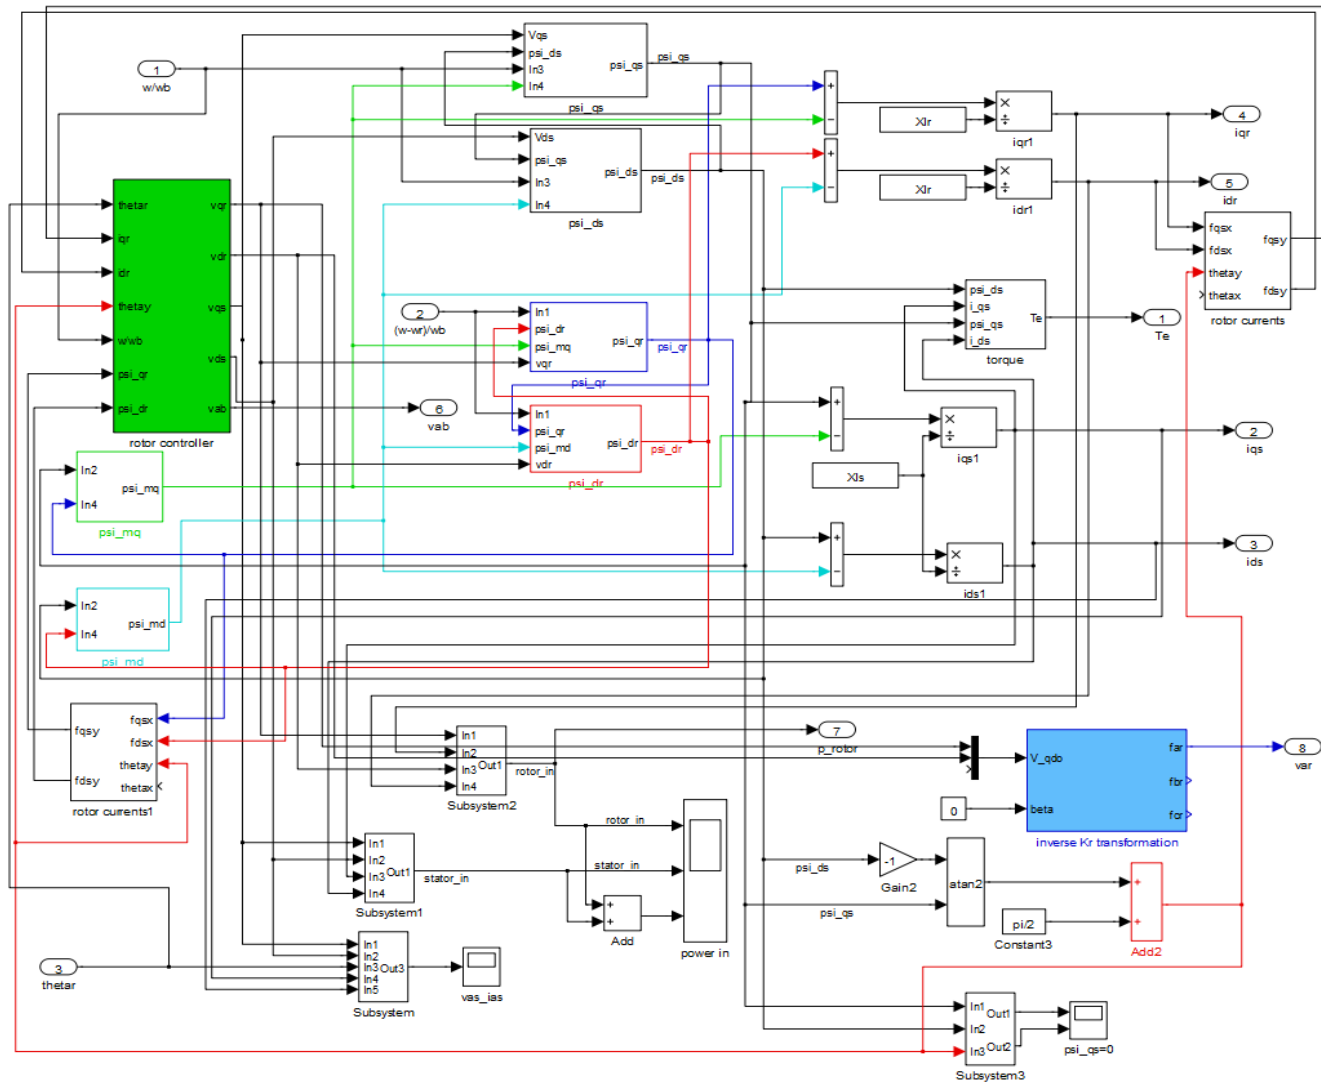 1
w/wb
Vqs
psi_ds
In3
In4
psi_qs
psi_qs
psi_qs
Vds
psi_qs
In3
In4
psi_ds
psi_ds
psi_ds
+
−
Xlr
×
÷
iqr1
4
iqr
+
−
Xlr
×
÷
idr1
5
idr
fqsx
fdsx
thetay
thetax
fqsy
fdsy
rotor currents
thetar
iqr
idr
thetay
w/wb
psi_qr
psi_dr
vqr
vdr
vqs
vds
vab
rotor controller
6
vab
2
(w-wr)/wb
In1
psi_dr
psi_mq
vqr
psi_qr
psi_qr
psi_qr
In1
psi_qr
psi_md
vdr
psi_dr
psi_dr
psi_dr
psi_ds
i_qs
psi_qs
i_ds
Te
torque
1
Te
+
−
×
÷
iqs1
2
iqs
Xls
+
−
×
÷
ids1
3
ids
In2
In4
psi_mq
psi_mq
In2
In4
psi_md
psi_md
fqsy
fdsy
fqsx
fdsx
thetay
thetax
rotor currents1
In1
In2
In3
In4
Out1
Subsystem2
rotor_in
7
p_rotor
V_qdo
beta
far
fbr
fcr
inverse Kr transformation
8
var
0
In1
In2
In3
In4
Out1
Subsystem1
stator_in
rotor_in
stator_in
+
+
Add
power in
psi_ds
-1
Gain2
psi_qs
atan2
pi/2
Constant3
+
+
Add2
3
thetar
In1
In2
In3
In4
In5
Out3
Subsystem
vas_ias
In1
In2
In3
Out1
Out2
Subsystem3
psi_qs=0